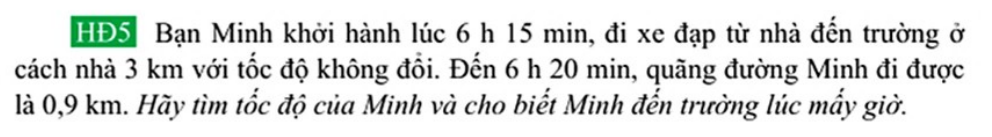 HĐ5 Bạn Minh khởi hành lúc 6 h 15 min, đi xe đạp từ nhà đến trường ở
cách nhà 3 km với tốc độ không đổi. Đến 6 h 20 min, quãng đường Minh đi được
là 0,9 km. Hãy tìm tốc độ của Minh và cho biết Minh đến trường lúc mấy giờ.